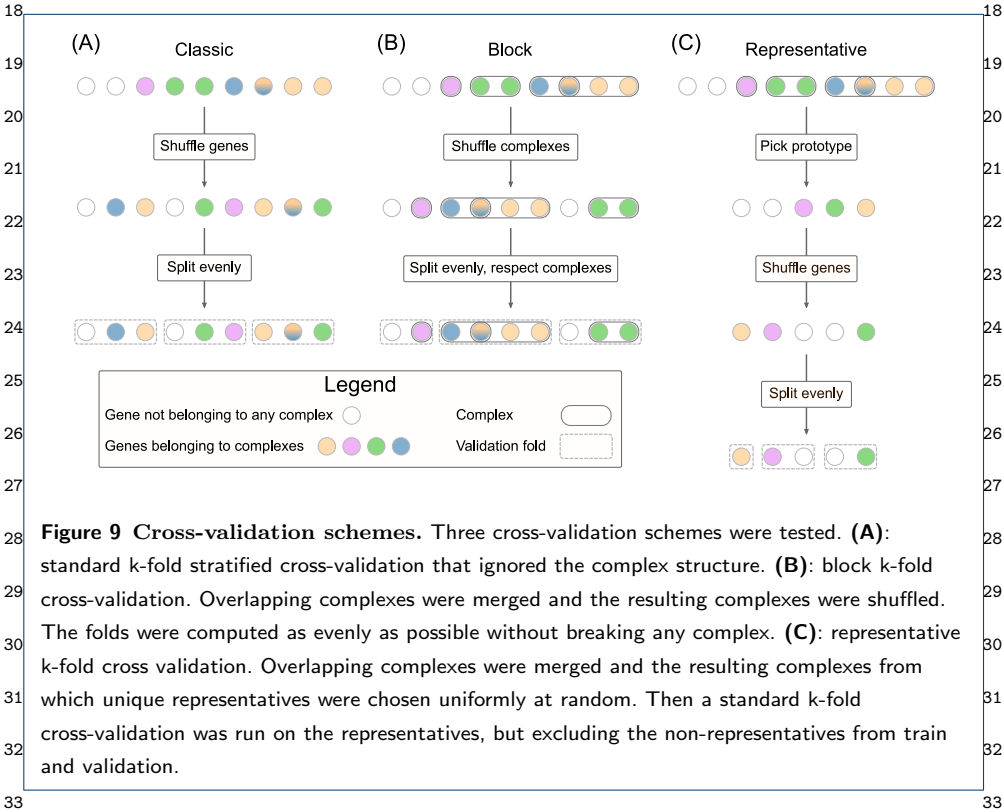 18 18
(A) Classic (B) Block (C) Representative
19 19
20 20
Shuffle genes Shuffle complexes Pick prototype
21 21
22 22
Split evenly Split evenly, respect complexes Shuffle genes
23 23
24 24
25 25
Legend
Split evenly
Gene not belonging to any complex Complex
26 26
Genes belonging to complexes Validation fold
27 27
Figure 9 Cross-validation schemes. Three cross-validation schemes were tested. (A):
28 28
standard k-fold stratified cross-validation that ignored the complex structure. (B): block k-fold
29 29
cross-validation. Overlapping complexes were merged and the resulting complexes were shuffled.
The folds were computed as evenly as possible without breaking any complex. (C): representative
30 30
k-fold cross validation. Overlapping complexes were merged and the resulting complexes from
31 31
which unique representatives were chosen uniformly at random. Then a standard k-fold
cross-validation was run on the representatives, but excluding the non-representatives from train
32 32
and validation.
33 33